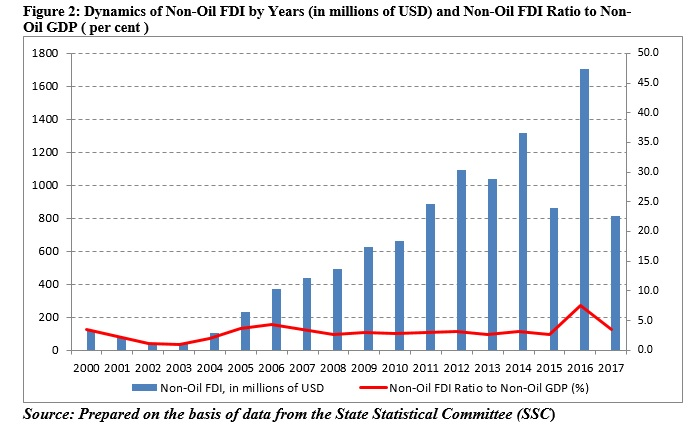 Figure 2: Dynamics of Non-Oil FDI by Years (in millions of USD) and Non-Oil FDI Ratio to Non-
Oil GDP ( per cent )
1800 50.0
1600 45.0
1400 40.0
1200 35.0
1000 30.0
800 25.0
600 20.0
400 15.0
200 10.0
0 5.0
0.0
2000 2001 2002 2003 2004 2005 2006 2007 2008 2009 2010 2011 2012 2013 2014 2015 2016 2017
Non-Oil FDI, in millions of USD Non-Oil FDI Ratio to Non-Oil GDP (%)
Source: Prepared on the basis of data from the State Statistical Committee (SSC)